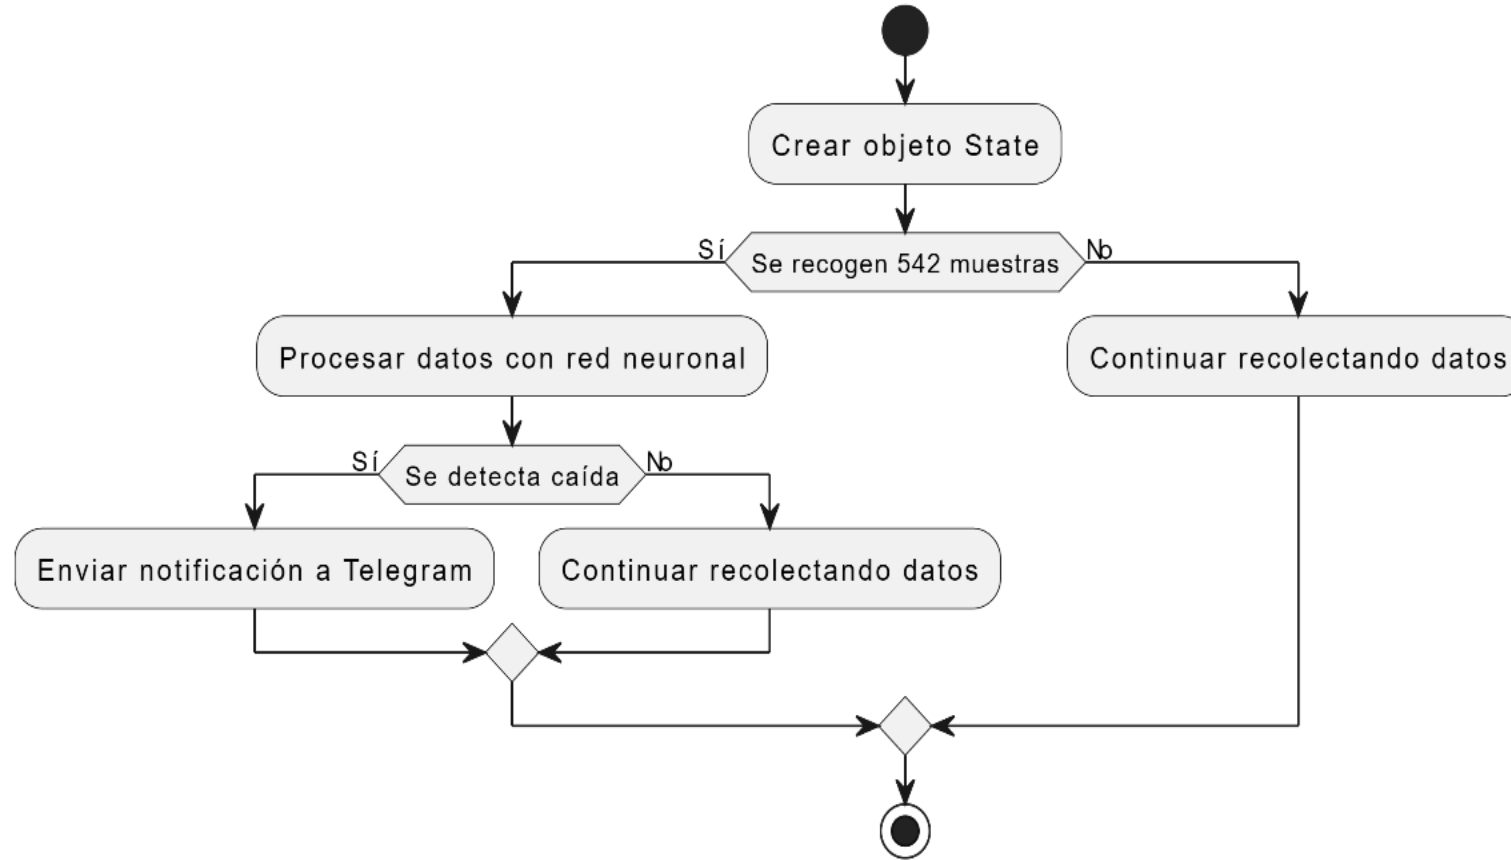 Crear objeto State
Sí
Se recogen 542 muestras
No
Procesar datos con red neuronal
Continuar recolectando datos
Sí
Se detecta caída
No
Enviar notificación a Telegram
Continuar recolectando datos